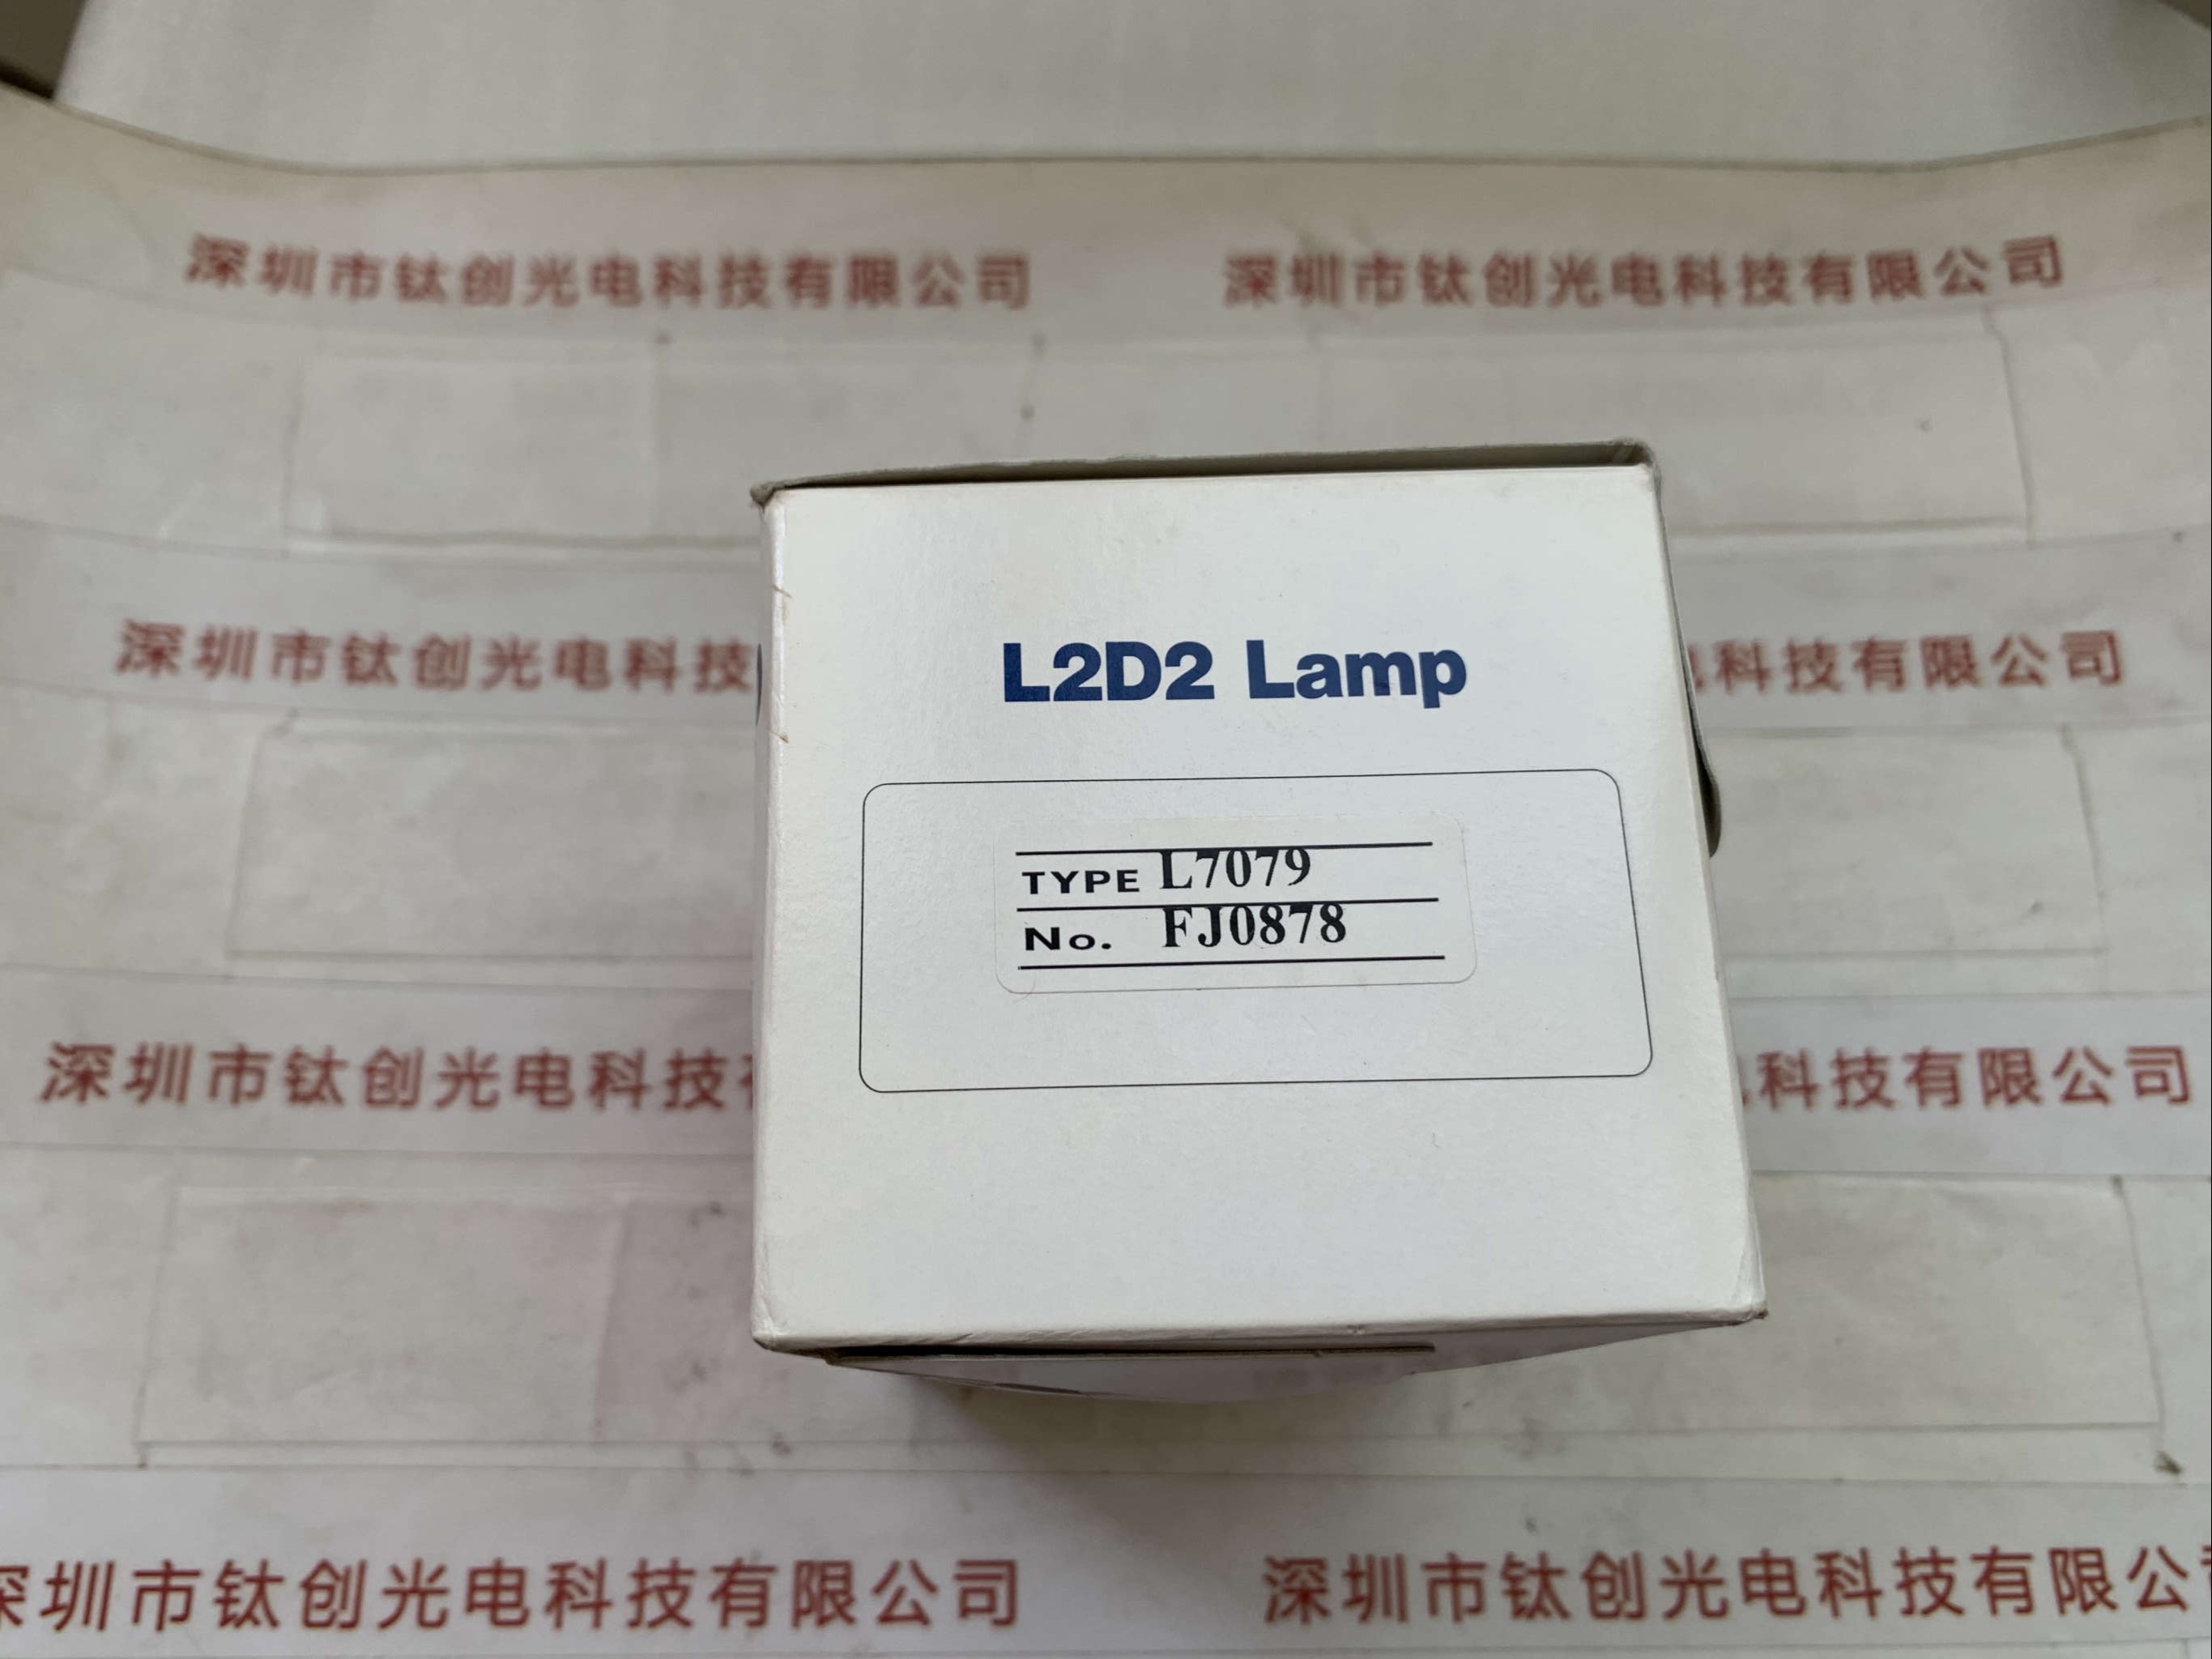 深圳市钛创光电科技有限公司 深圳市钛创光电科技有限公司
深圳市钛创光电科技 科技有限公司
L2D2 Lamp
TYPE L7079
No. FJ0878
深圳市钛创光电科技 科技有限公司
深圳市钛创光电科技有限公司 深圳市钛创光电科技有限公